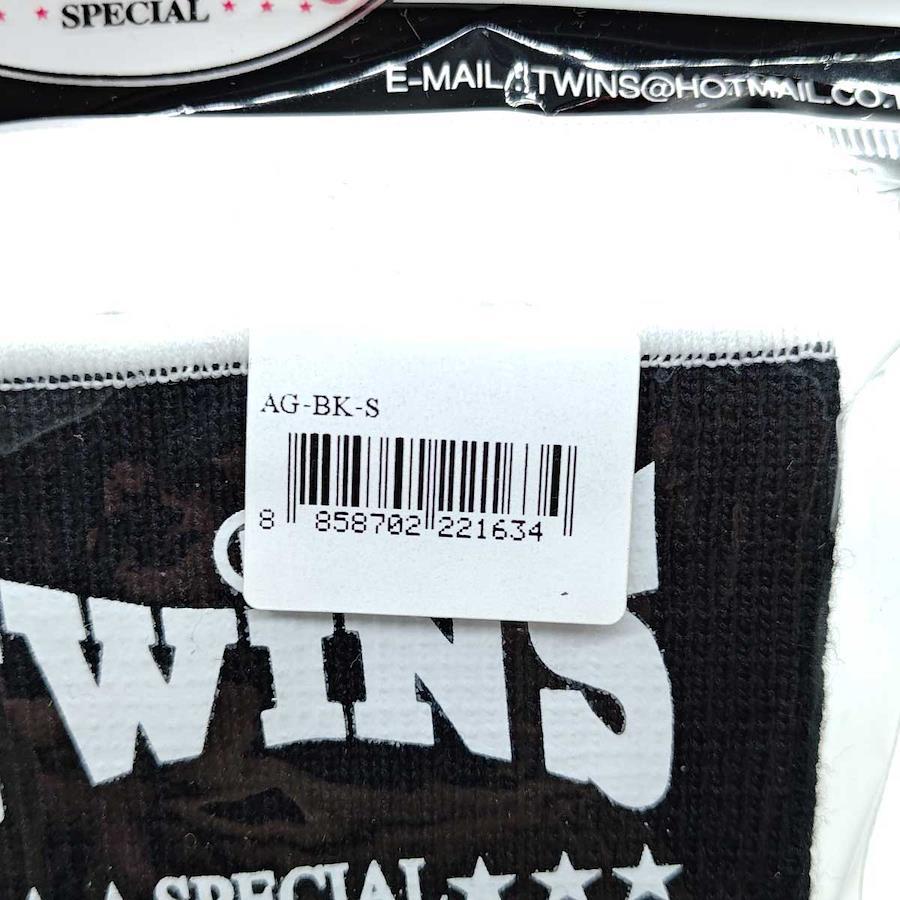 SPECIAL
E-MAIL:TWINS@HOTMAIL.CO.T
AG-BK-S
8 858702 221634
TWINS
SPECIAL